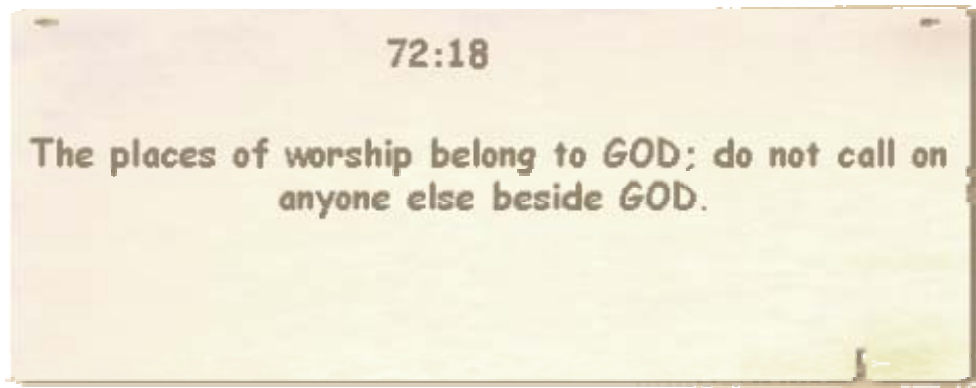 72:18
The places of worship belong to GOD; do not call on
anyone else beside GOD.